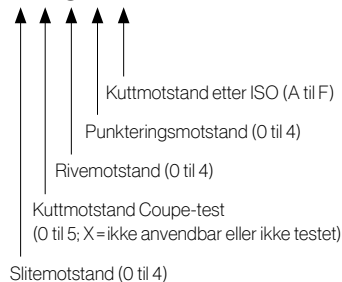 Kuttmotstand etter ISO (A til F)
Punkteringsmotstand (0 til 4)
Rivemotstand (0 til 4)
Kuttmotstand Coupe-test
(0 til 5; X = ikke anvendbar eller ikke testet)
Slitemotstand (0 til 4)